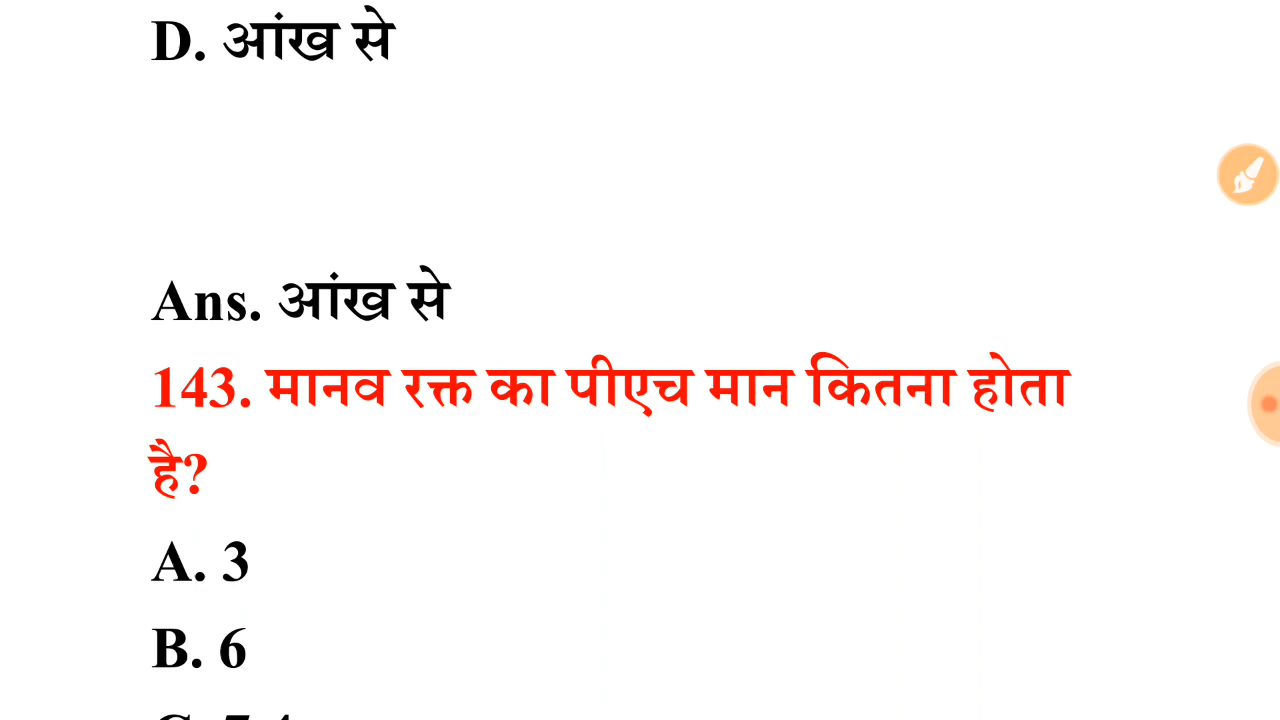 D. आंख से
Ans. आंख से
143. मानव रक्त का पीएच मान कितना होता
है?
A. 3
B. 6